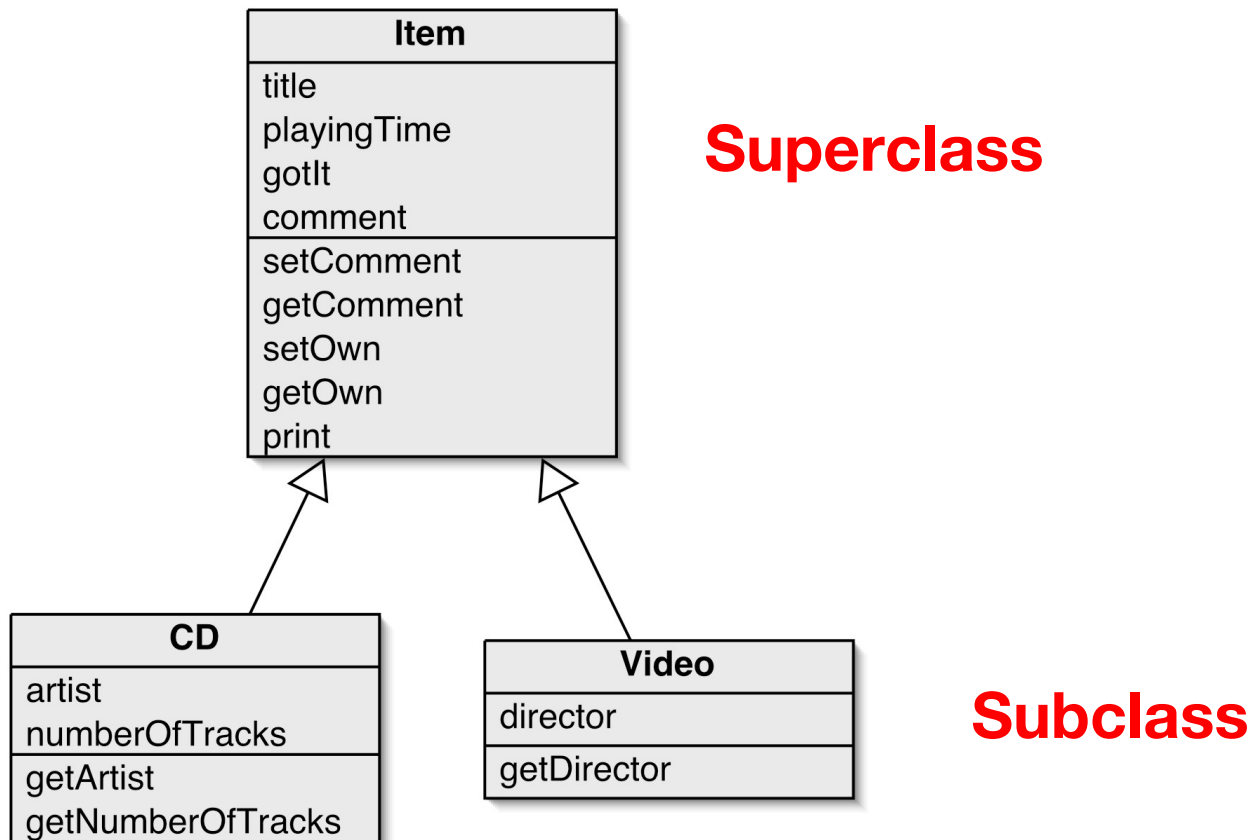 Item
title
playingTime
gotIt
comment
setComment
getComment
setOwn
getOwn
print
Superclass
CD
artist
numberOfTracks
getArtist
getNumberOfTracks
Video
director
getDirector
Subclass